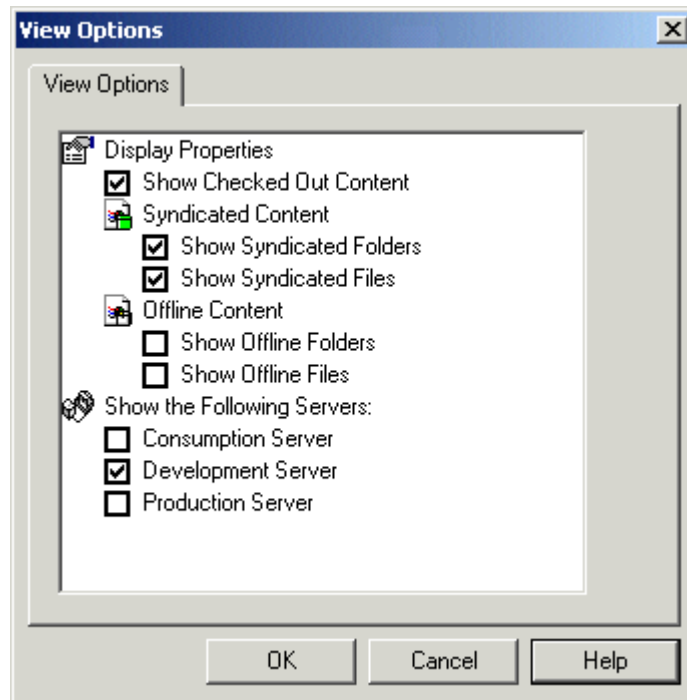 View Options
View Options
Display Properties
Show Checked Out Content
Syndicated Content
Show Syndicated Folders
Show Syndicated Files
Offline Content
Show Offline Folders
Show Offline Files
Show the Following Servers:
Consumption Server
Development Server
Production Server
OK Cancel Help